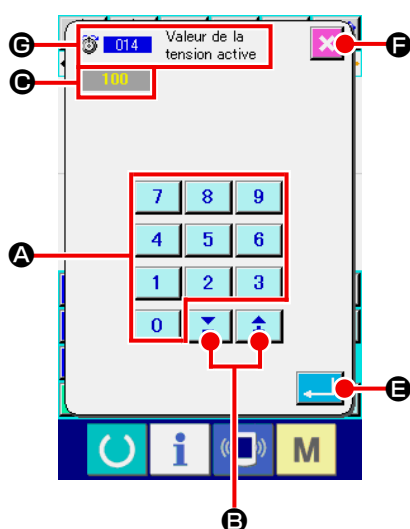 G
014
Valeur de la
tension active
F
C
100
7 8 9
4 5 6
A
1 2 3
0
E
i
M
B